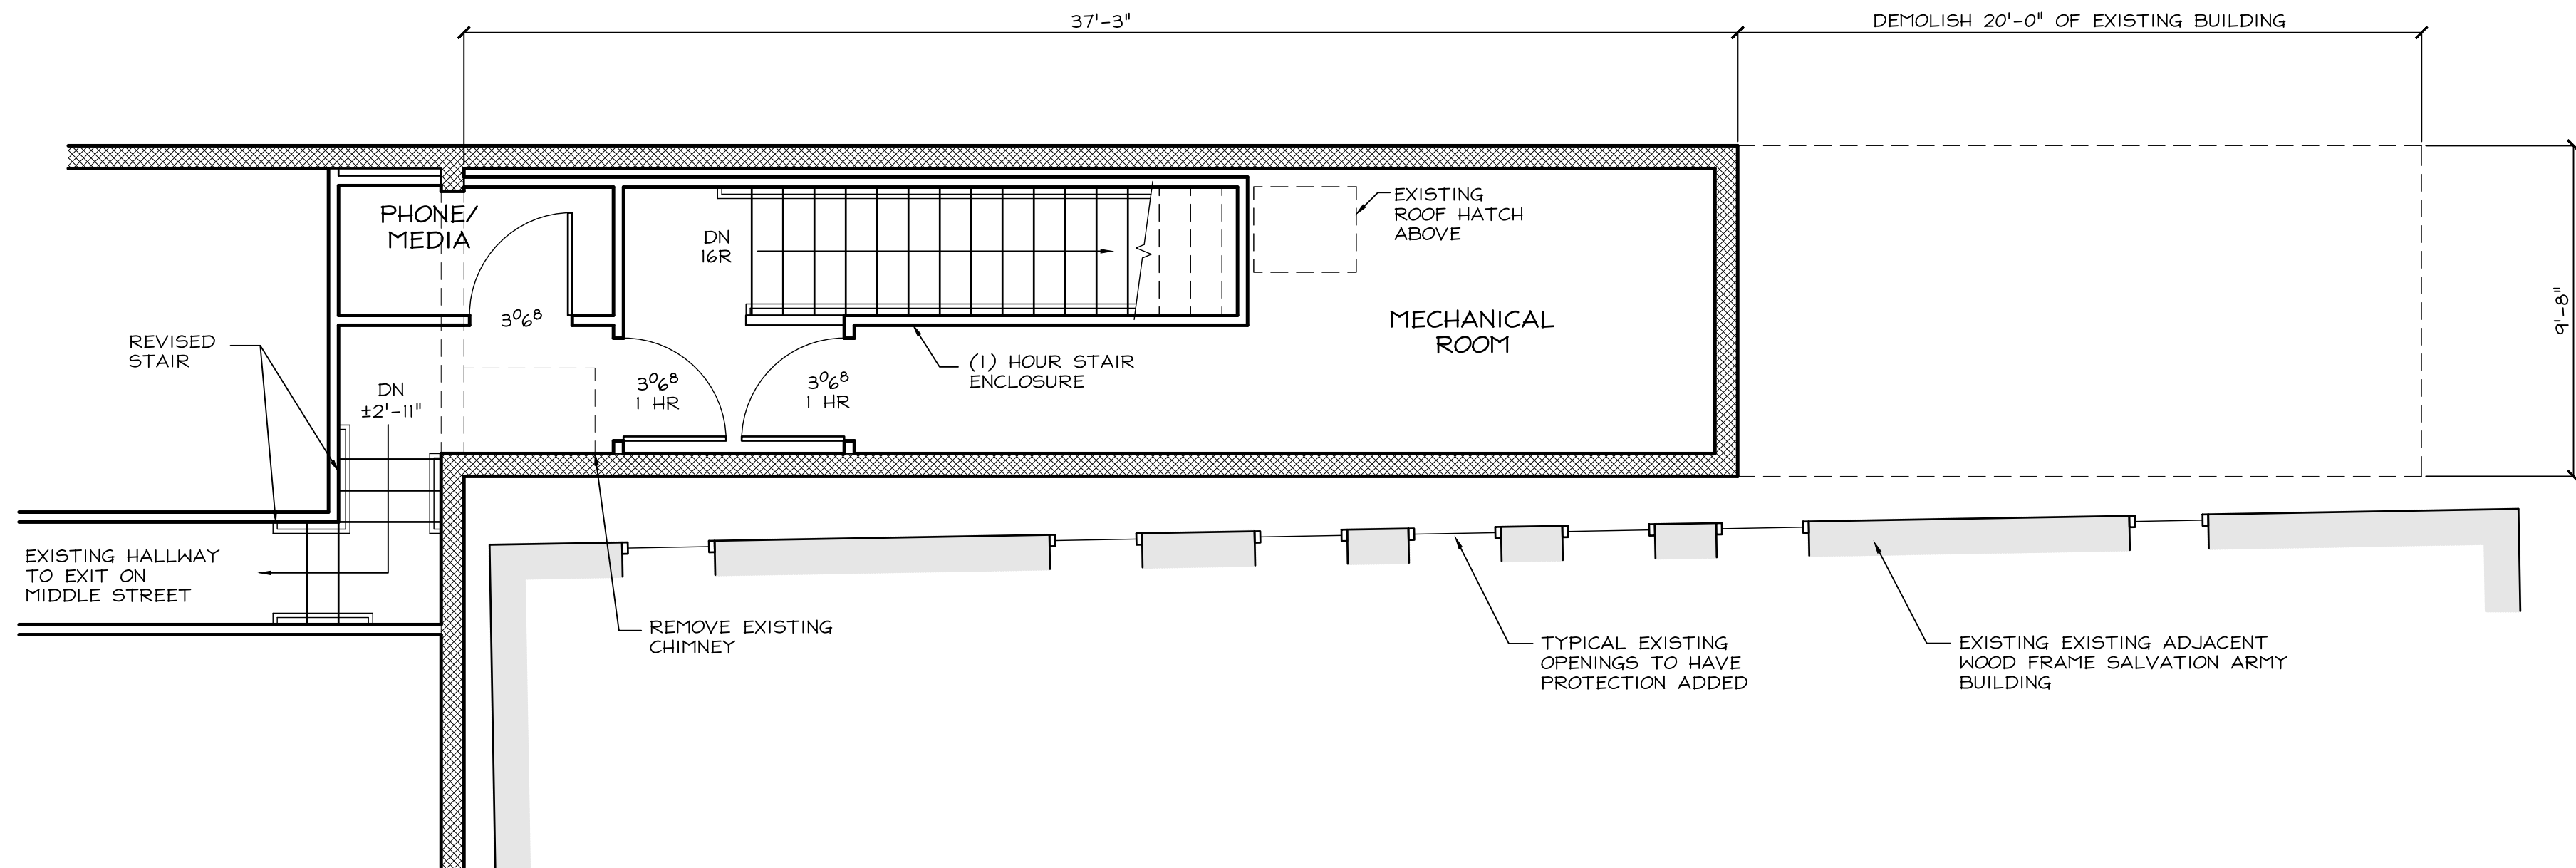 37'-3"
DEMOLISH 20'-0" OF EXISTING BUILDING
PHONE/
MEDIA
DN
16R
EXISTING
ROOF HATCH
ABOVE
9'-8"
3⁰6⁸
MECHANICAL
ROOM
REVISED
STAIR
(1) HOUR STAIR
ENCLOSURE
3⁰6⁸
1 HR
3⁰6⁸
1 HR
DN
±2'-11"
EXISTING HALLWAY
TO EXIT ON
MIDDLE STREET
REMOVE EXISTING
CHIMNEY
TYPICAL EXISTING
OPENINGS TO HAVE
PROTECTION ADDED
EXISTING EXISTING ADJACENT
WOOD FRAME SALVATION ARMY
BUILDING